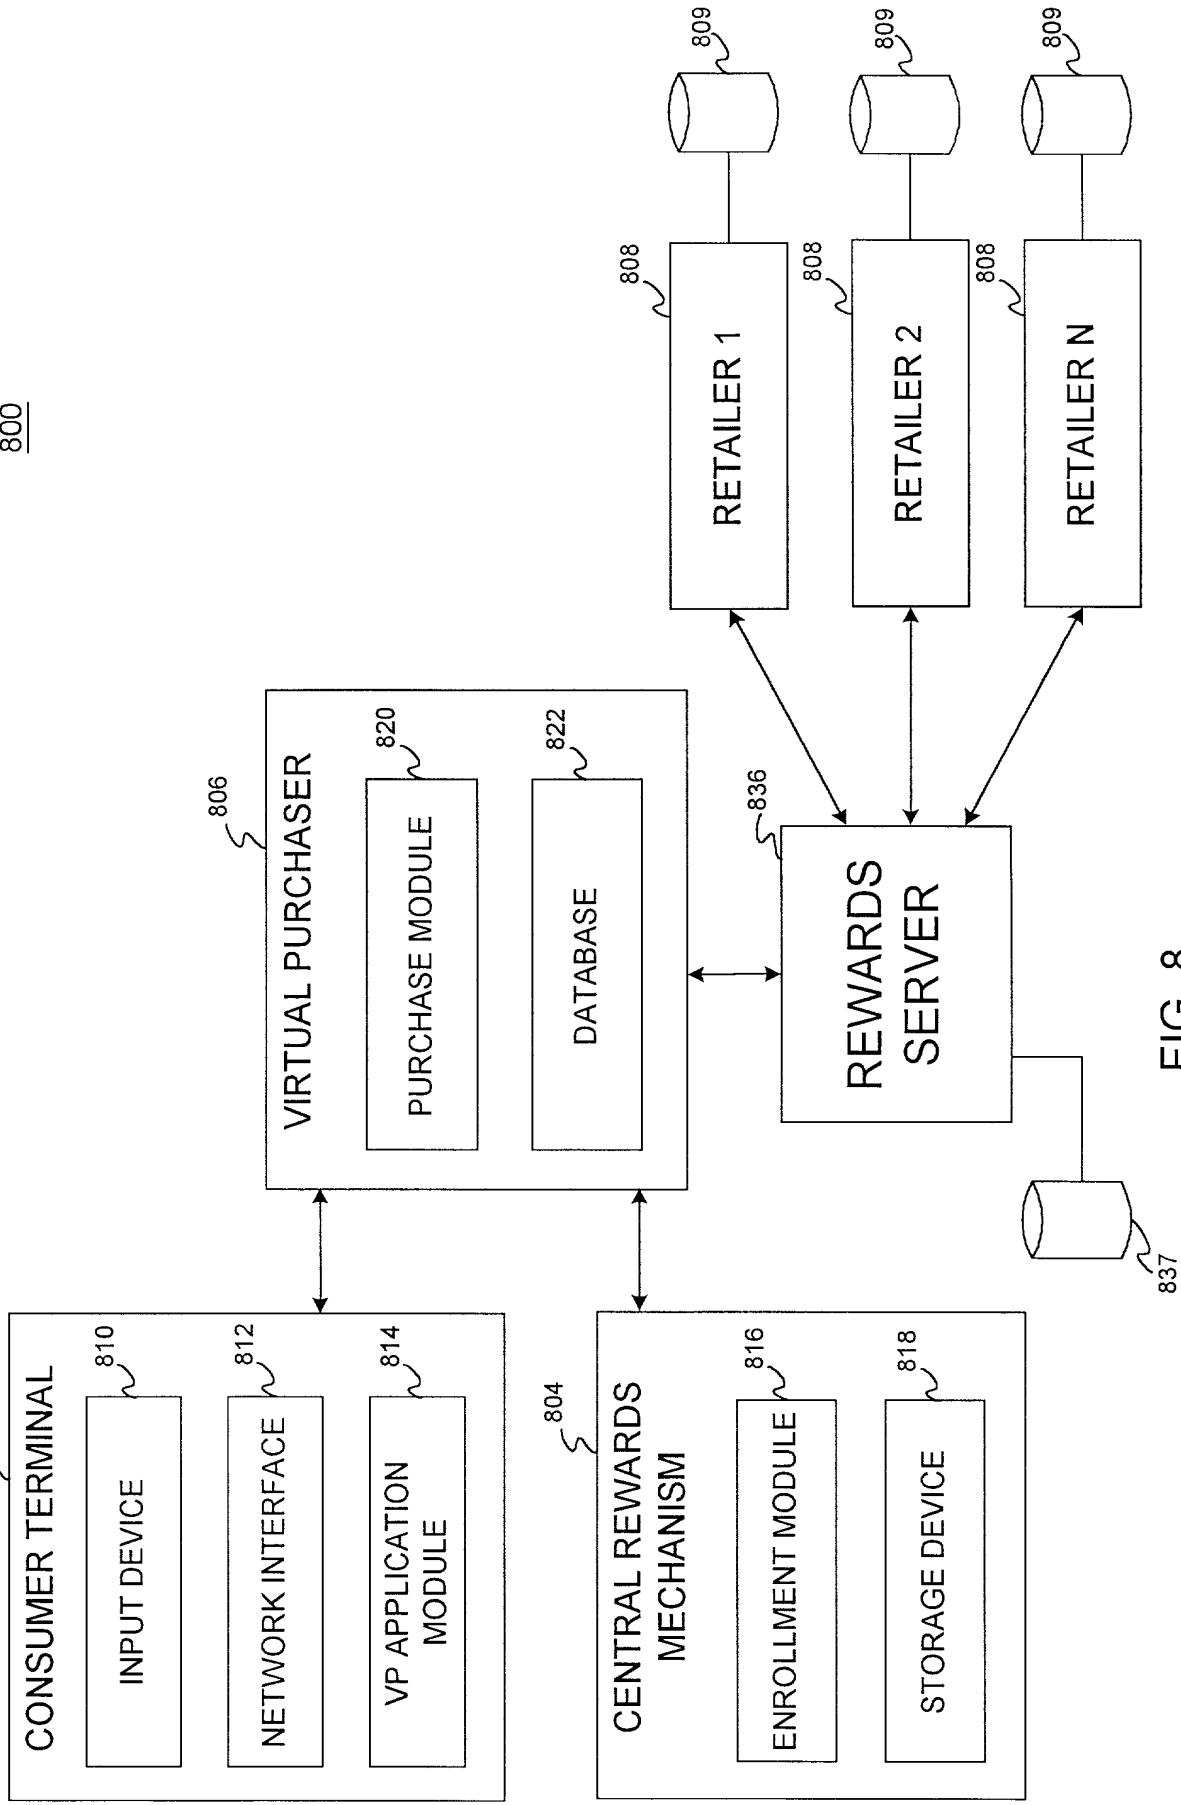 800
CONSUMER TERMINAL
INPUT DEVICE
810
NETWORK INTERFACE
812
VP APPLICATION
MODULE
814
804
CENTRAL REWARDS
MECHANISM
ENROLLMENT MODULE
816
STORAGE DEVICE
818
806
VIRTUAL PURCHASER
PURCHASE MODULE
820
DATABASE
822
836
REWARDS
SERVER
837
808
RETAILER 1
809
808
RETAILER 2
809
808
RETAILER N
809
FIG. 8